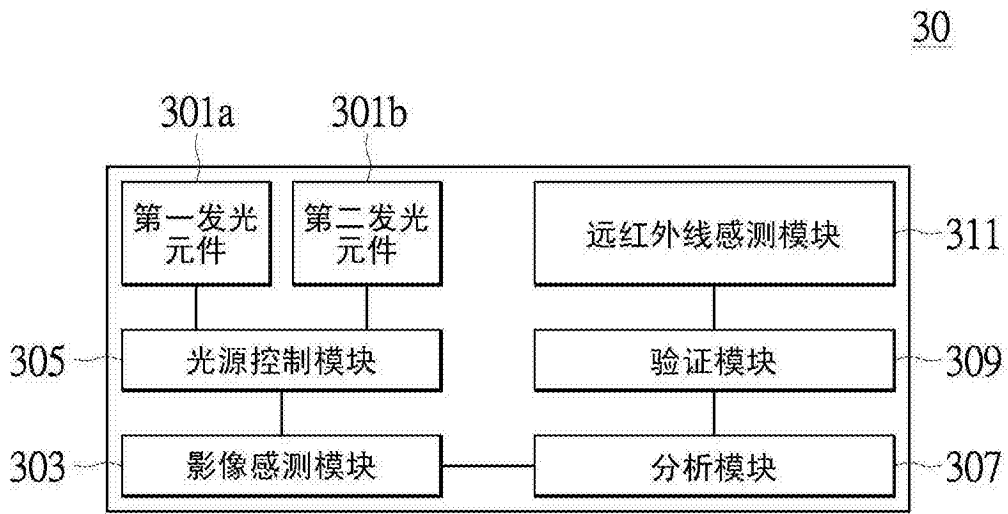 30
301a
301b
第一发光
元件
第二发光
元件
远红外线感测模块
311
305
光源控制模块
验证模块
309
303
影像感测模块
分析模块
307